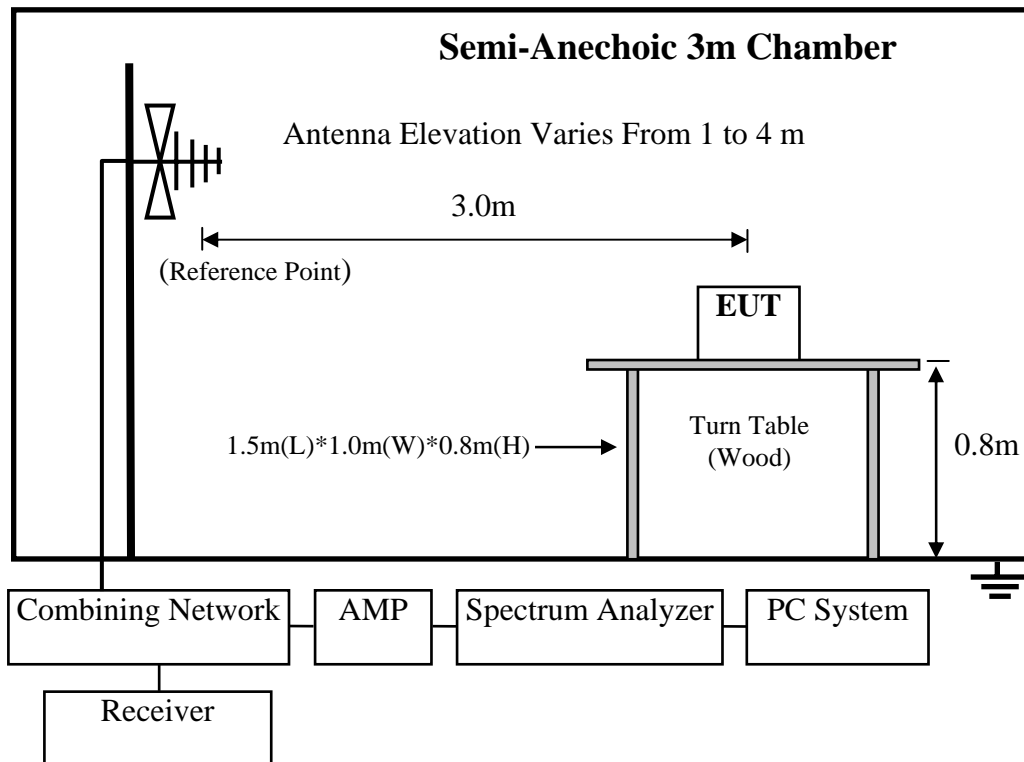 Semi-Anechoic 3m Chamber
Antenna Elevation Varies From 1 to 4 m
3.0m
(Reference Point)
EUT
1.5m(L)*1.0m(W)*0.8m(H)
Turn Table
(Wood)
0.8m
Combining Network
AMP
Spectrum Analyzer
PC System
Receiver